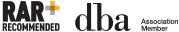 RAR+
RECOMMENDED
dba
Association
Member